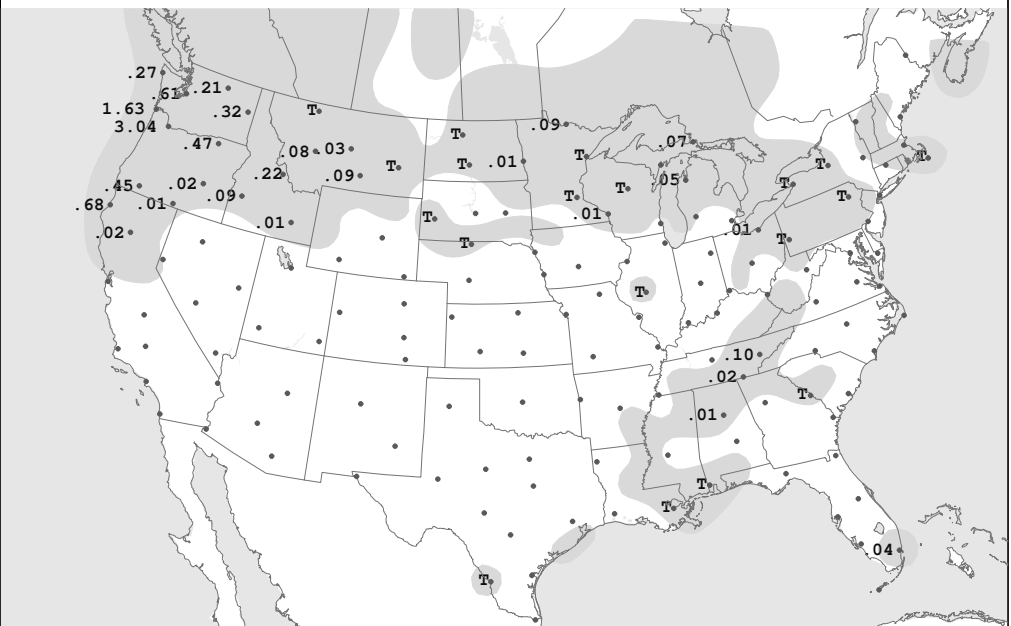 .27
.61 .21
1.63 .32 T
3.04 .09
T
.47 .08 .03 .07
T .01 T T
.22 .09 T T
.45 .02 .05 T T
.68 .01 .09 T .01 T
.01 T
.02 .01 T
T
T
.10
.02
.01 T
T
T
.04
T